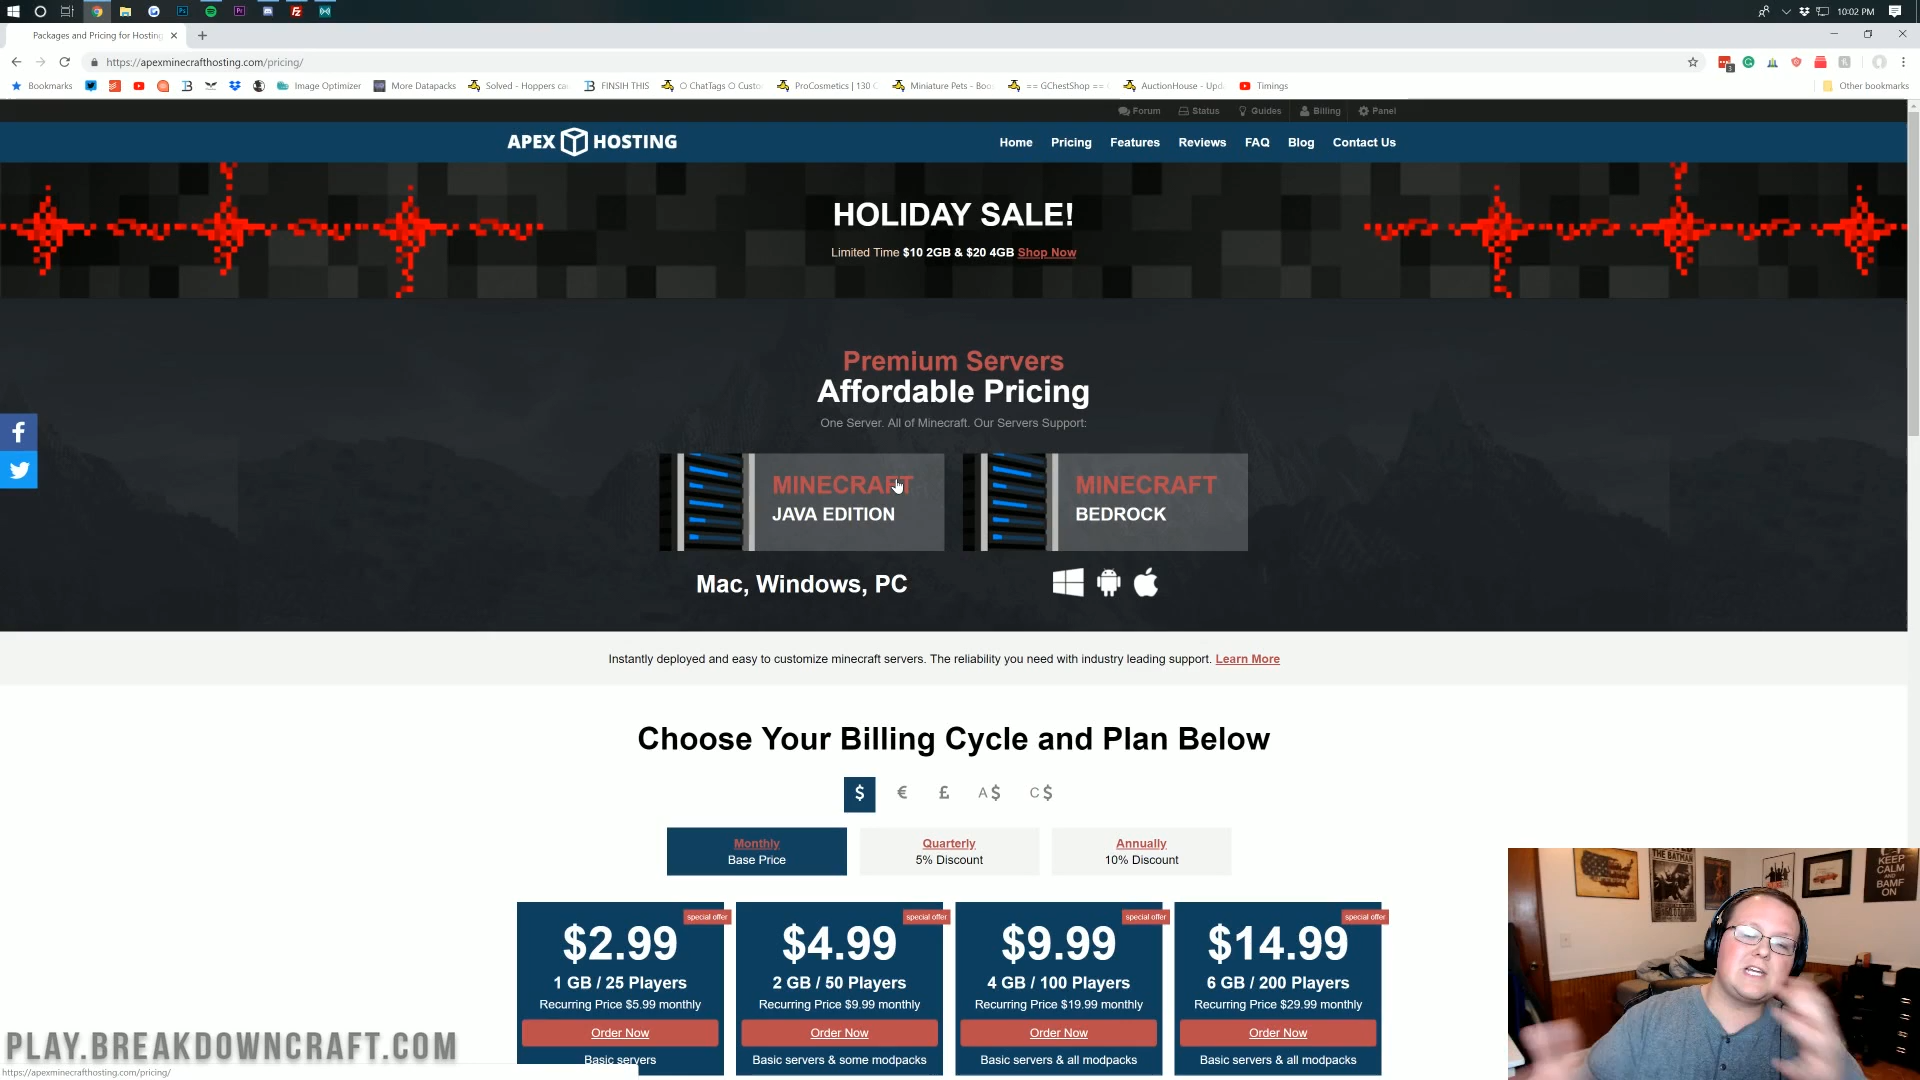 10:02 PM
Packages and Pricing for Hosting
https://apexminecrafthosting.com/pricing/
Bookmarks
Image Optimizer
More Datapacks
Solved - Hoppers
FINSIH THIS
O ChatTags O
ProCosmetics | 130
Miniature Pets -
== GChestShop ==
AuctionHouse -
Timings
Other bookmarks
Forum Status Guides Billing Panel
APEX HOSTING
Home Pricing Features Reviews FAQ Blog Contact Us
HOLIDAY SALE!
Limited Time $10 2GB & $20 4GB Shop Now
Premium Servers
Affordable Pricing
One Server. All of Minecraft. Our Servers Support:
MINECRAFT
JAVA EDITION
MINECRAFT
BEDROCK
Mac, Windows, PC
Instantly deployed and easy to customize minecraft servers. The reliability you need with industry leading support. Learn More
Choose Your Billing Cycle and Plan Below
$ € £ A$ C$
Monthly
Base Price
Quarterly
5% Discount
Annually
10% Discount
special offer
$2.99
1 GB / 25 Players
Recurring Price $5.99 monthly
Order Now
Basic servers
special offer
$4.99
2 GB / 50 Players
Recurring Price $9.99 monthly
Order Now
Basic servers & some modpacks
special offer
$9.99
4 GB / 100 Players
Recurring Price $19.99 monthly
Order Now
Basic servers & all modpacks
special offer
$14.99
6 GB / 200 Players
Recurring Price $29.99 monthly
Order Now
Basic servers & all modpacks
KEEP
CALM
AND
BAMF
ON
PLAY.BREAKDOWNCRAFT.COM
https://apexminecrafthosting.com/pricing/